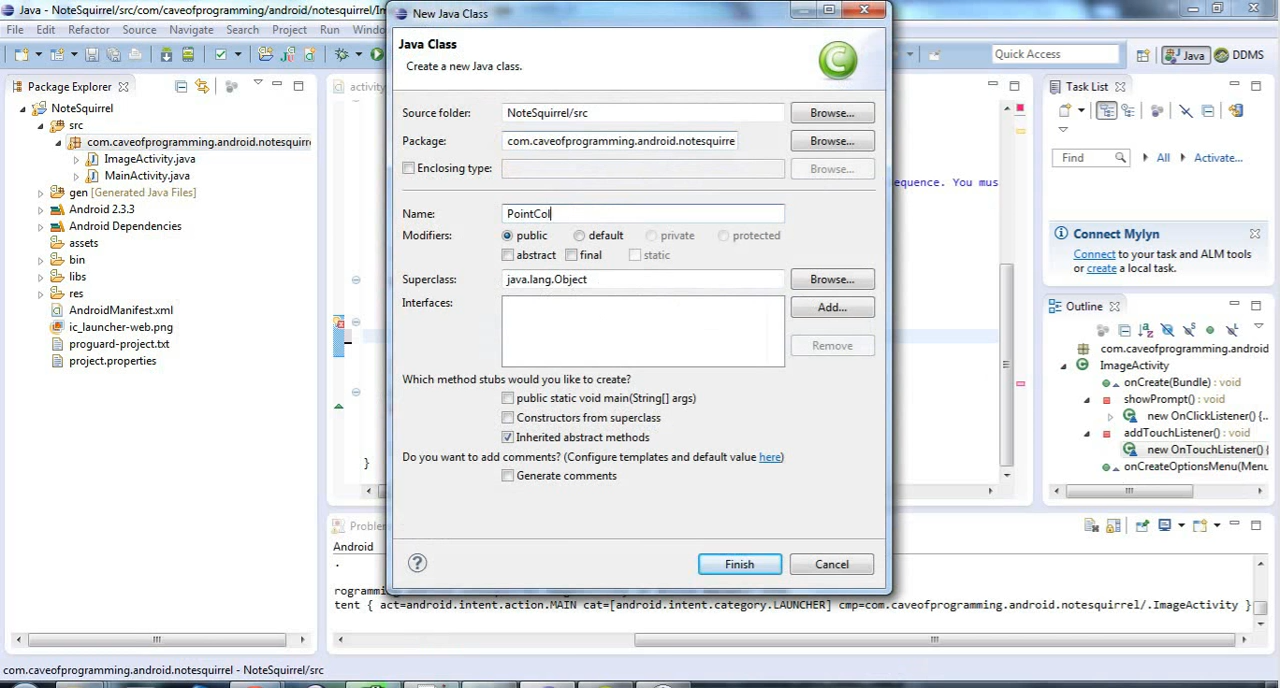 Java - NoteSquirrel/src/com/caveofprogramming/android/notesquirrel/Im
New Java Class
File Edit Refactor Source Navigate Search Project Run Windo
Java Class
Create a new Java class.
Quick Access
Java DDMS
Package Explorer
activity
Task List
NoteSquirrel
src
com.caveofprogramming.android.notesquirre
ImageActivity.java
MainActivity.java
gen [Generated Java Files]
Android 2.3.3
Android Dependencies
assets
bin
libs
res
AndroidManifest.xml
ic_launcher-web.png
proguard-project.txt
project.properties
Source folder: NoteSquirrel/src Browse...
Package: com.caveofprogramming.android.notesquirre Browse...
Enclosing type: Browse...
Name: PointCol
Modifiers: public default private protected
abstract final static
Superclass: java.lang.Object Browse...
Interfaces: Add...
Remove
Which method stubs would you like to create?
public static void main(String[] args)
Constructors from superclass
Inherited abstract methods
Do you want to add comments? (Configure templates and default value here)
Generate comments
Finish Cancel
equence. You mus
}
Find All Activate...
Connect Mylyn
Connect to your task and ALM tools
or create a local task.
Outline
com.caveofprogramming.android
ImageActivity
onCreate(Bundle) : void
showPrompt() : void
new OnClickListener() {..
addTouchListener() : void
new OnTouchListener() {
onCreateOptionsMenu(Menu
Problem
Android
.
rogramming
tent { act=android.intent.action.MAIN cat=[android.intent.category.LAUNCHER] cmp=com.caveofprogramming.android.notesquirrel/.ImageActivity }
com.caveofprogramming.android.notesquirrel - NoteSquirrel/src